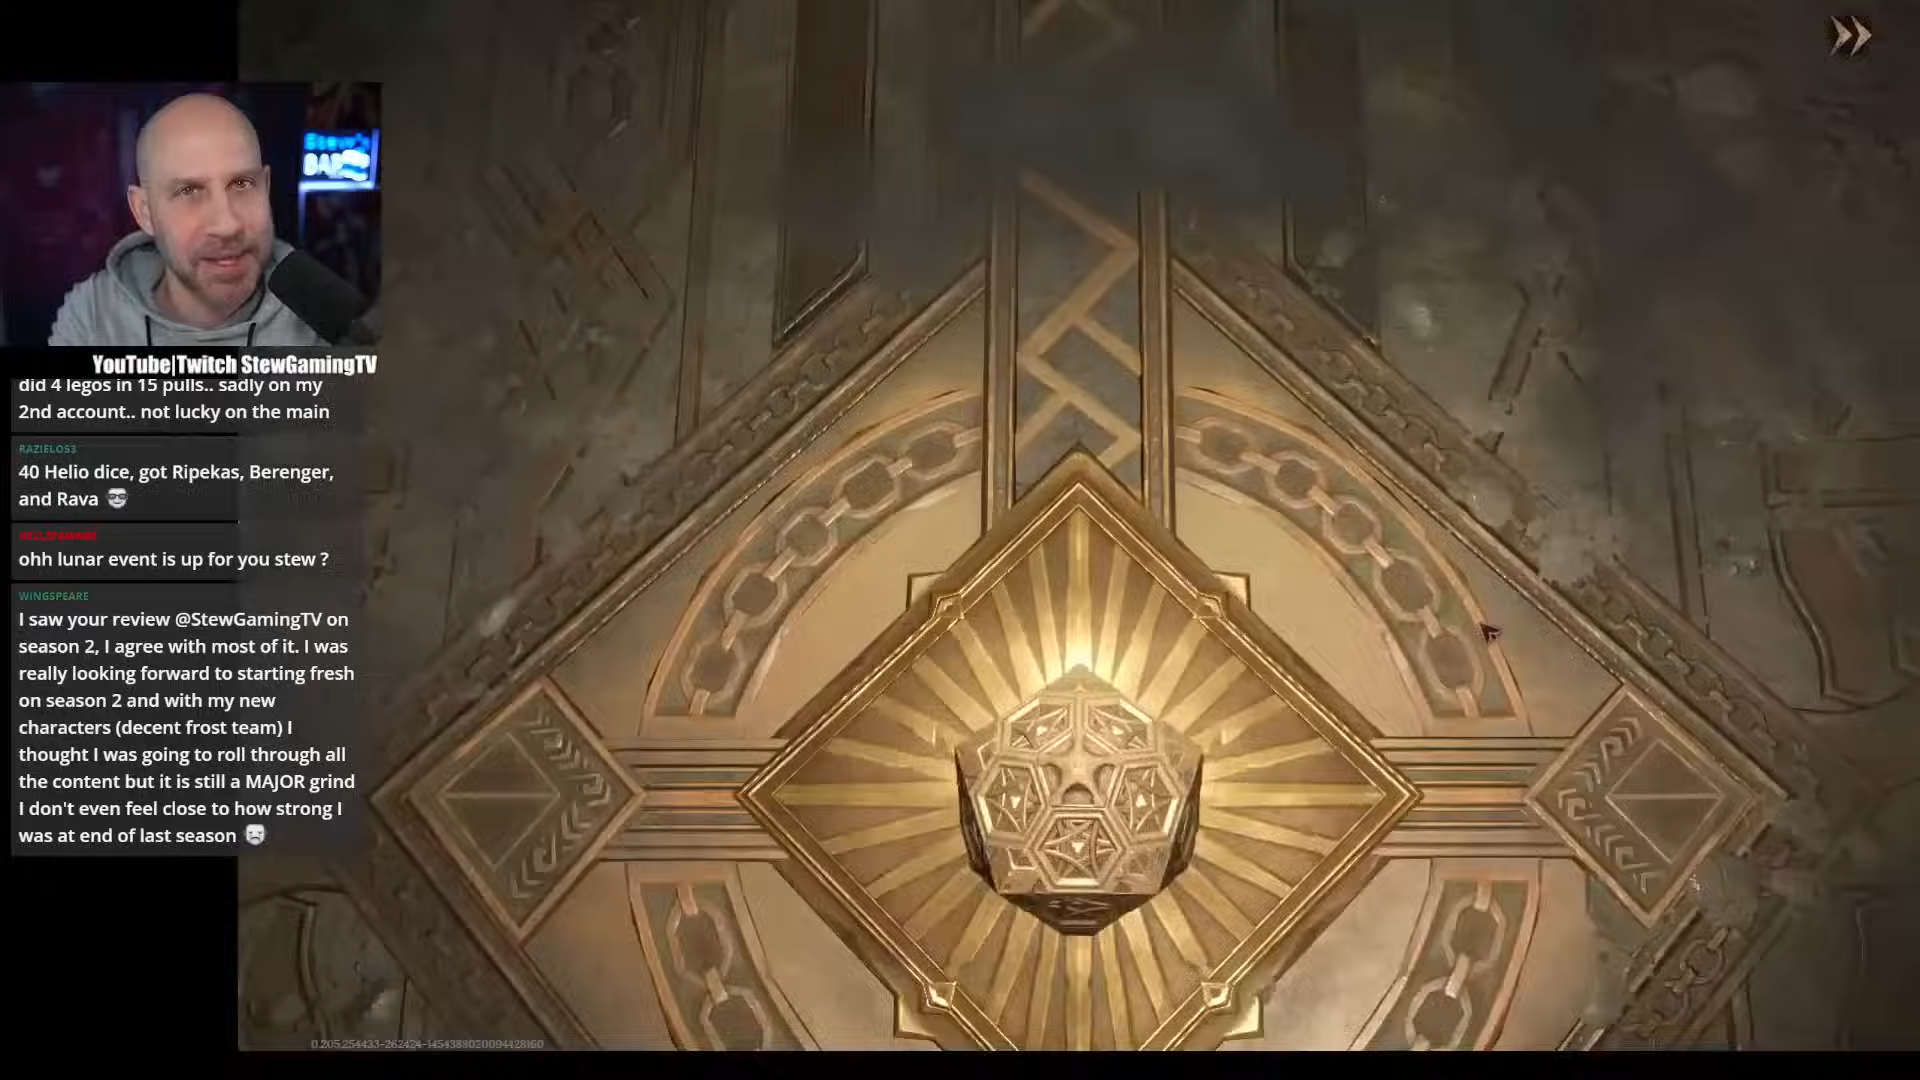 YouTube|Twitch StewGamingTV
did 4 legos in 15 pulls.. sadly on my
2nd account.. not lucky on the main
RAZIELOS3
40 Helio dice, got Ripekas, Berenger,
and Rava
ohh lunar event is up for you stew ?
WINGSPEARE
I saw your review @StewGamingTV on
season 2, I agree with most of it. I was
really looking forward to starting fresh
on season 2 and with my new
characters (decent frost team) I
thought I was going to roll through all
the content but it is still a MAJOR grind
I don't even feel close to how strong I
was at end of last season